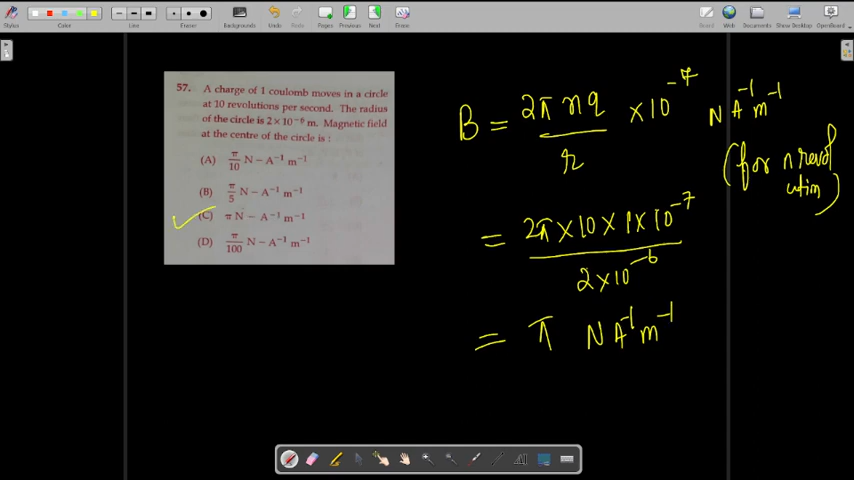 Stylus
Color
Line
Eraser
Backgrounds
Undo
Redo
Pages
Previous
Next
Erase
Board
Web
Documents
Show Desktop
OpenBoard
57. A charge of 1 coulomb moves in a circle
at 10 revolutions per second. The radius
of the circle is 2×10⁻⁶ m. Magnetic field
at the centre of the circle is :
(A) π/10 N – A⁻¹ m⁻¹
(B) π/5 N – A⁻¹ m⁻¹
(C) π N – A⁻¹ m⁻¹
(D) π/100 N – A⁻¹ m⁻¹
B = 2π nq / r × 10⁻⁷ N A⁻¹ m⁻¹
(for n revol
ution)
= 2π × 10 × 1 × 10⁻⁷ / 2 × 10⁻⁶
= π N A⁻¹ m⁻¹